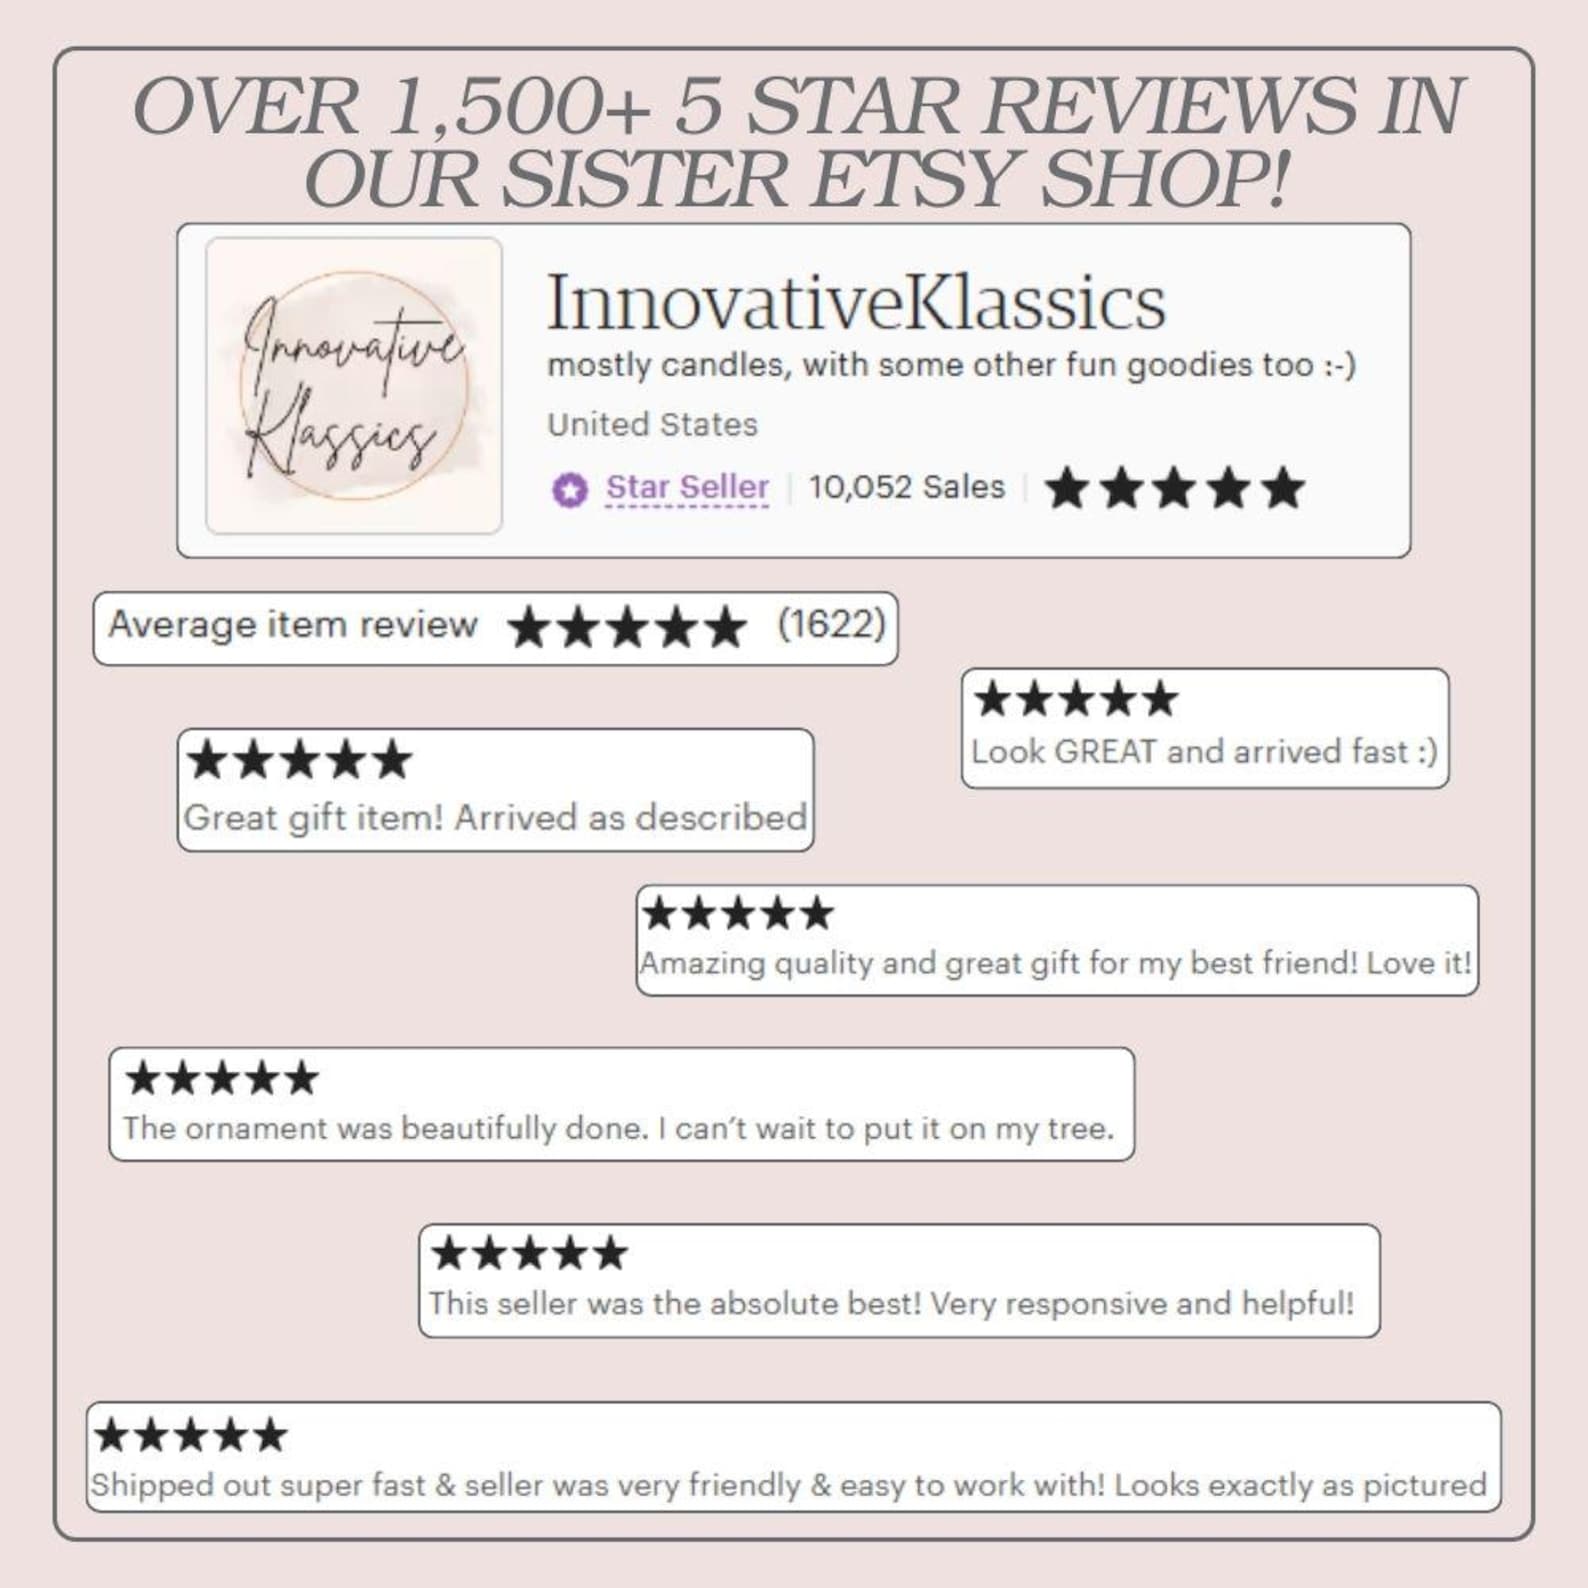 OVER 1,500+ 5 STAR REVIEWS IN
OUR SISTER ETSY SHOP!
Innovative
Klassics
InnovativeKlassics
mostly candles, with some other fun goodies too :-)
United States
Star Seller 10,052 Sales ★★★★★
Average item review ★★★★★ (1622)
★★★★★
Look GREAT and arrived fast :)
★★★★★
Great gift item! Arrived as described
★★★★★
Amazing quality and great gift for my best friend! Love it!
★★★★★
The ornament was beautifully done. I can't wait to put it on my tree.
★★★★★
This seller was the absolute best! Very responsive and helpful!
★★★★★
Shipped out super fast & seller was very friendly & easy to work with! Looks exactly as pictured